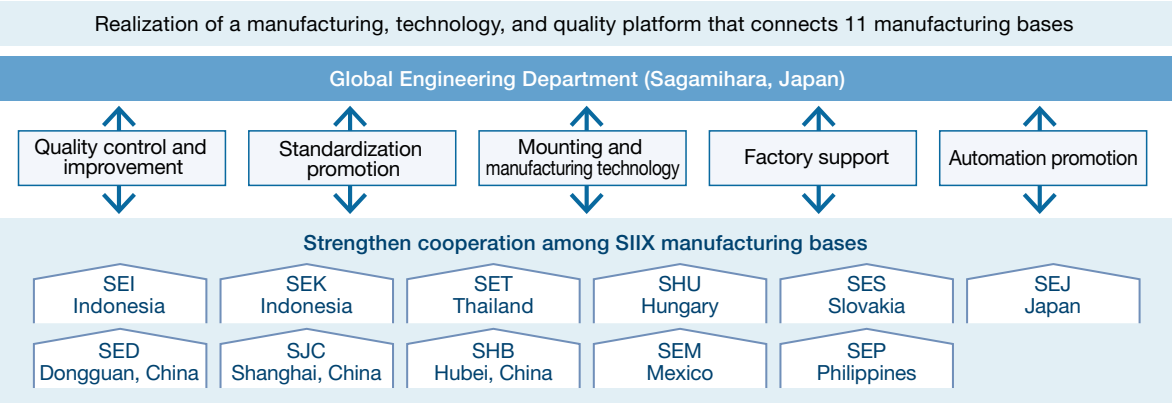 Realization of a manufacturing, technology, and quality platform that connects 11 manufacturing bases
Global Engineering Department (Sagamihara, Japan)
Quality control and
improvement
Standardization
promotion
Mounting and
manufacturing technology
Factory support
Automation promotion
Strengthen cooperation among SIIX manufacturing bases
SEI
Indonesia
SEK
Indonesia
SET
Thailand
SHU
Hungary
SES
Slovakia
SEJ
Japan
SED
Dongguan, China
SJC
Shanghai, China
SHB
Hubei, China
SEM
Mexico
SEP
Philippines